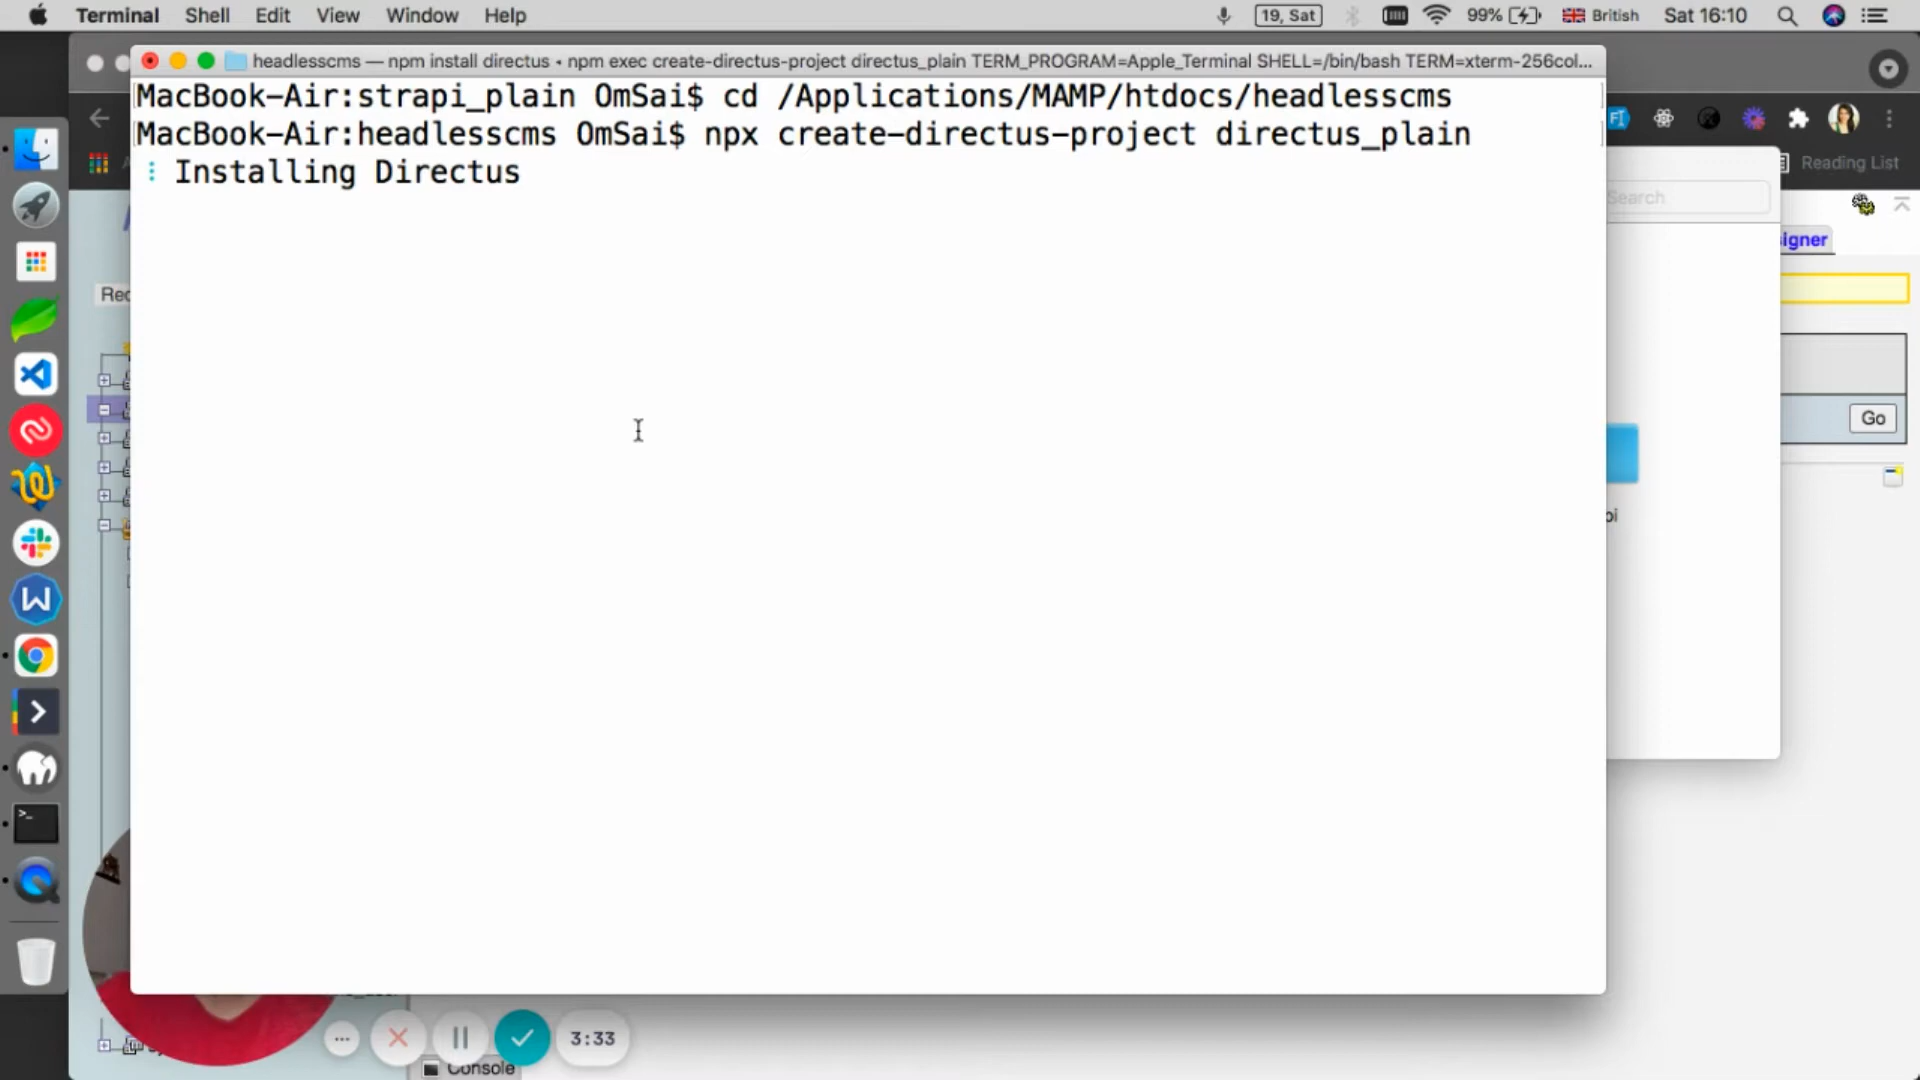 Terminal Shell Edit View Window Help 19, Sat 99% British Sat 16:10
headlesscms — npm install directus • npm exec create-directus-project directus_plain TERM_PROGRAM=Apple_Terminal SHELL=/bin/bash TERM=xterm-256col...
MacBook-Air:strapi_plain OmSai$ cd /Applications/MAMP/htdocs/headlesscms
MacBook-Air:headlesscms OmSai$ npx create-directus-project directus_plain
Installing Directus
Reading List
Search
igner
Rec
Go
3:33
Console